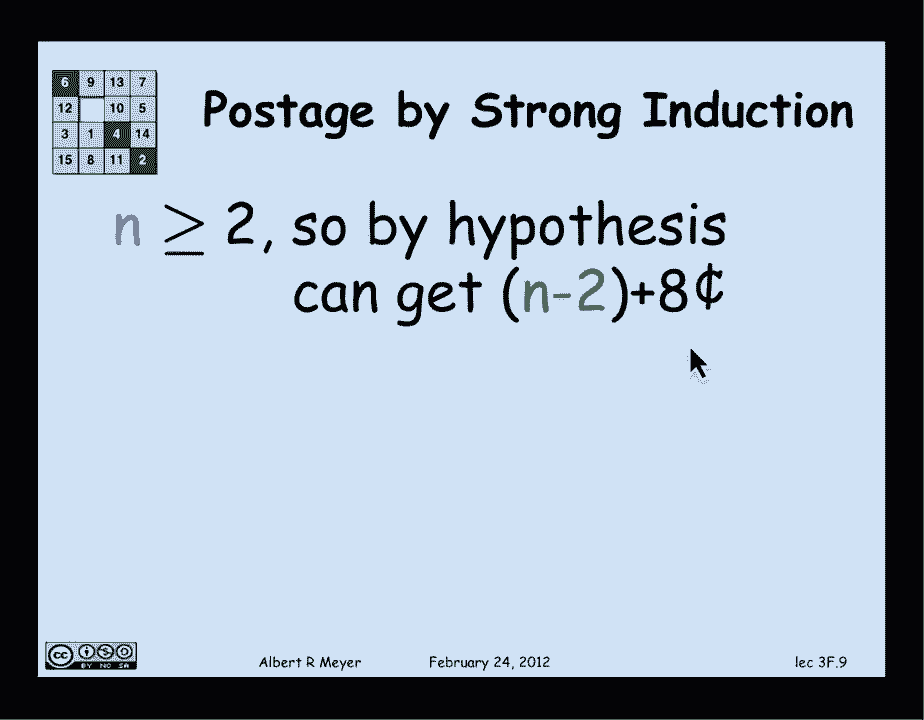 6 9 13 7
12 10 5
3 1 4 14
15 8 11 2
Postage by Strong Induction
n ≥ 2, so by hypothesis
can get (n-2)+8¢
cc
BY NC SA
Albert R Meyer February 24, 2012 lec 3F.9